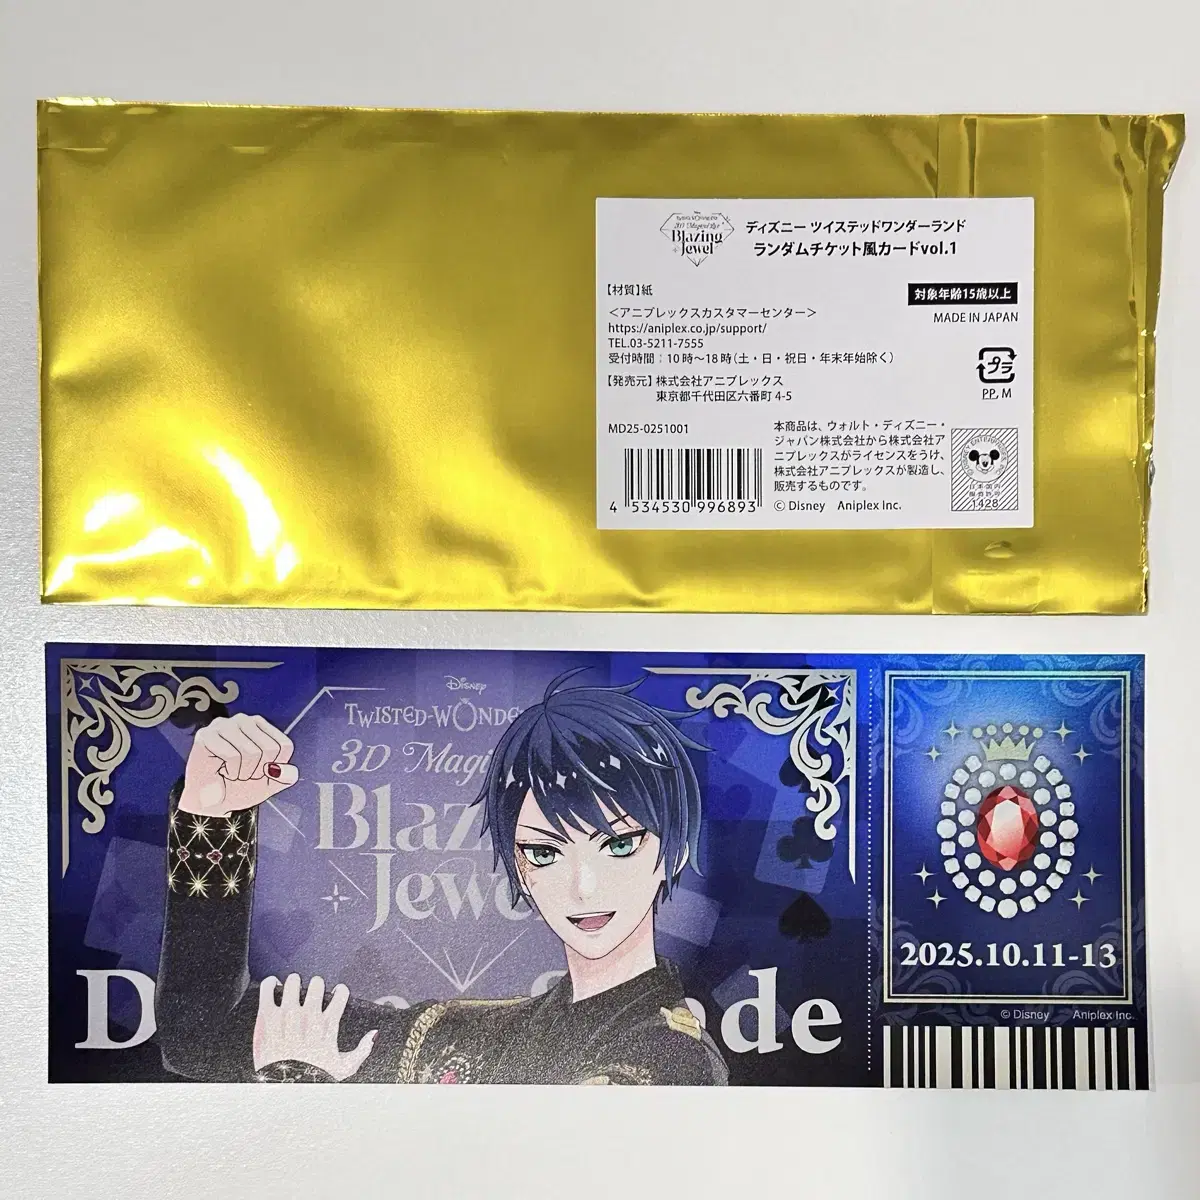 Blazing
Jewel
ディズニー ツイステッドワンダーランド
ランダムチケット風カードvol.1
【材質】紙
対象年齢15歳以上
MADE IN JAPAN
<アニプレックスカスタマーセンター>
https://aniplex.co.jp/support/
TEL.03-5211-7555
受付時間：10時～18時(土・日・祝日・年末年始除く)
プラ
PP, M
【発売元】株式会社アニプレックス
東京都千代田区六番町 4-5
MD25-0251001
4 534530 996893
本商品は、ウォルト・ディズニー・
ジャパン株式会社から株式会社ア
ニプレックスがライセンスをうけ、
株式会社アニプレックスが製造し、
販売するものです。
© Disney Aniplex Inc.
日本国内
1428
Disney
TWISTED-WONDE
3D Magi
Blaz
Jewe
D de
2025.10.11-13
© Disney Aniplex Inc.